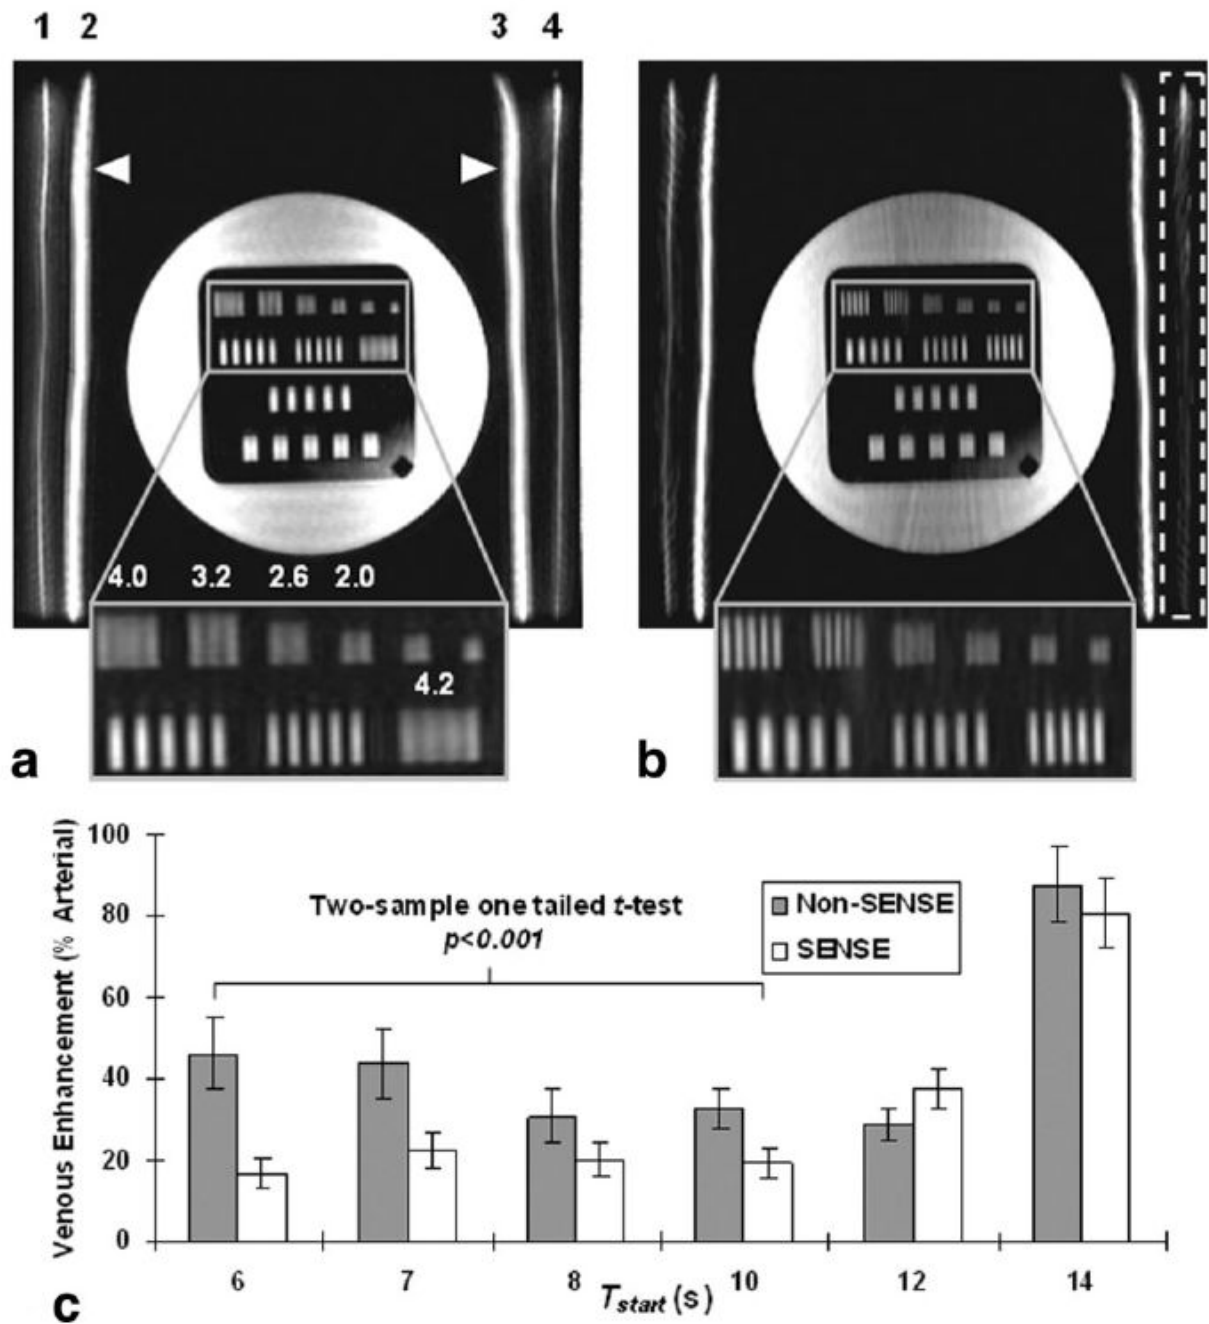 1 2 3 4
4.0 3.2 2.6 2.0
4.2
a b
Venous Enhancement (% Arterial)
100
80
60
40
20
0
Two-sample one tailed t-test
p<0.001
Non-SENSE
SENSE
6 7 8 10 12 14
Tstart (s)
c